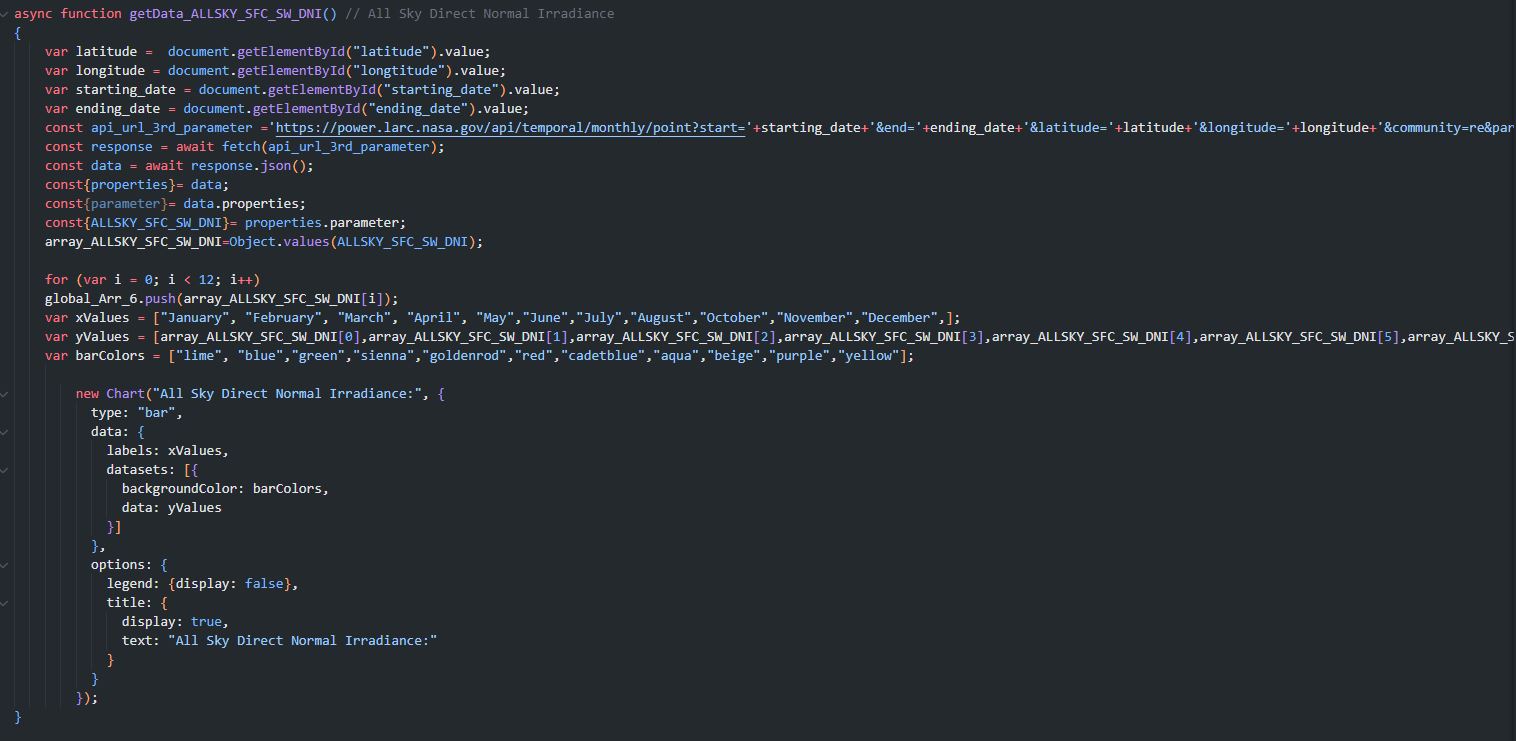 async function getData_ALLSKY_SFC_SW_DNI() // All Sky Direct Normal Irradiance
{
var latitude =  document.getElementById("latitude").value;
var longitude = document.getElementById("longtitude").value;
var starting_date = document.getElementById("starting_date").value;
var ending_date = document.getElementById("ending_date").value;
const api_url_3rd_parameter ='https://power.larc.nasa.gov/api/temporal/monthly/point?start='+starting_date+'&end='+ending_date+'&latitude='+latitude+'&longitude='+longitude+'&community=re&par
const response = await fetch(api_url_3rd_parameter);
const data = await response.json();
const{properties}= data;
const{parameter}= data.properties;
const{ALLSKY_SFC_SW_DNI}= properties.parameter;
array_ALLSKY_SFC_SW_DNI=Object.values(ALLSKY_SFC_SW_DNI);
for (var i = 0; i < 12; i++)
global_Arr_6.push(array_ALLSKY_SFC_SW_DNI[i]);
var xValues = ["January", "February", "March", "April", "May","June","July","August","October","November","December",];
var yValues = [array_ALLSKY_SFC_SW_DNI[0],array_ALLSKY_SFC_SW_DNI[1],array_ALLSKY_SFC_SW_DNI[2],array_ALLSKY_SFC_SW_DNI[3],array_ALLSKY_SFC_SW_DNI[4],array_ALLSKY_SFC_SW_DNI[5],array_ALLSKY_S
var barColors = ["lime", "blue","green","sienna","goldenrod","red","cadetblue","aqua","beige","purple","yellow"];
new Chart("All Sky Direct Normal Irradiance:", {
type: "bar",
data: {
labels: xValues,
datasets: [{
backgroundColor: barColors,
data: yValues
}]
},
options: {
legend: {display: false},
title: {
display: true,
text: "All Sky Direct Normal Irradiance:"
}
}
});
}